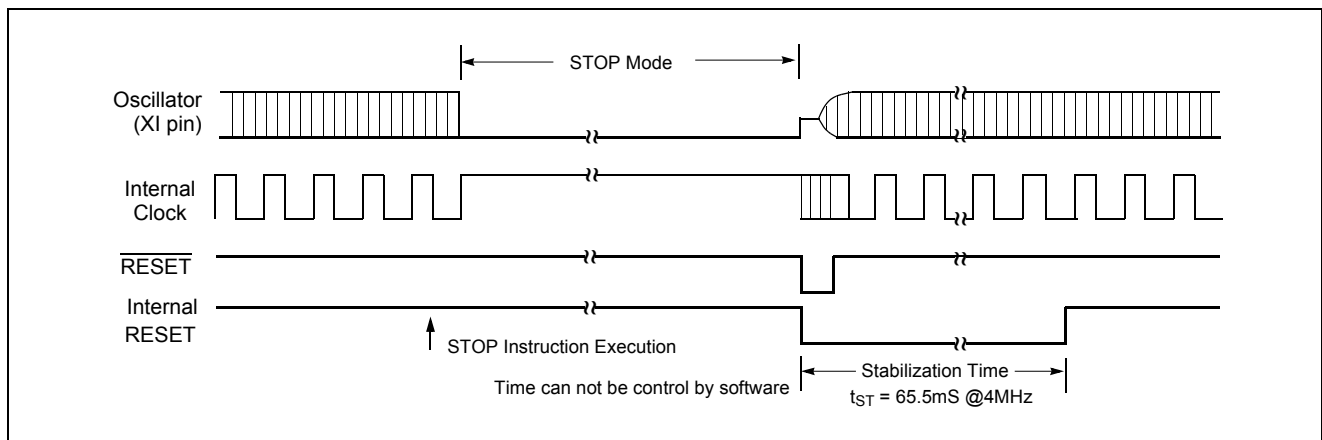 STOP Mode
Oscillator
(XI pin)
Internal
Clock
RESET
Internal
RESET
STOP Instruction Execution
Time can not be control by software
Stabilization Time
tST = 65.5mS @4MHz